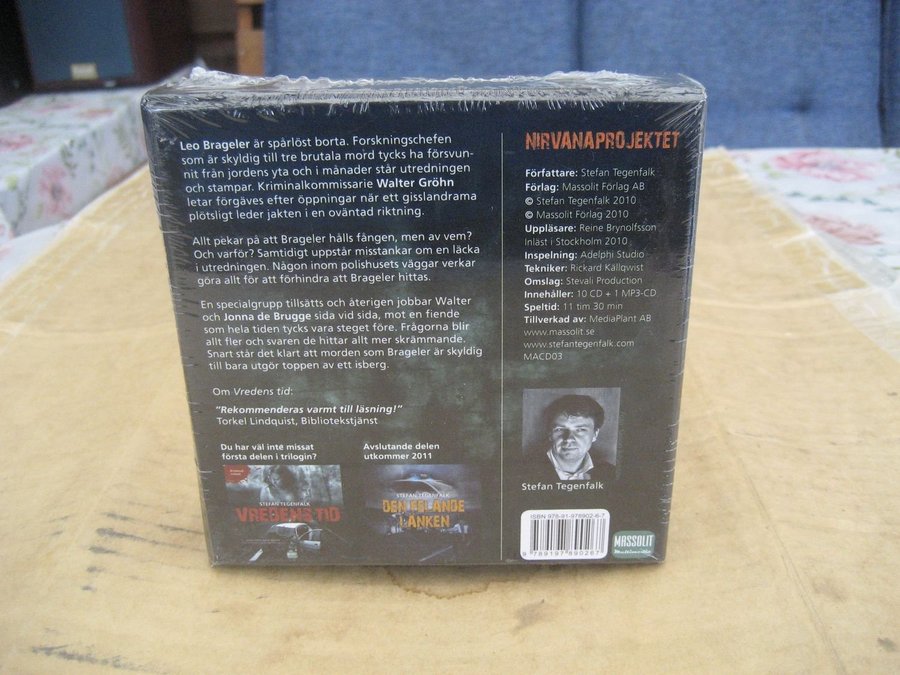 Leo Brageler är spårlöst borta. Forskningschefen
som är skyldig till tre brutala mord tycks ha försvun-
nit från jordens yta och i månader står utredningen
och stampar. Kriminalkommissarie Walter Gröhn
letar förgäves efter öppningar när ett gisslandrama
plötsligt leder jakten i en oväntad riktning.
Allt pekar på att Brageler hålls fången, men av vem?
Och varför? Samtidigt uppstår misstankar om en läcka
i utredningen. Någon inom polishusets väggar verkar
göra allt för att förhindra att Brageler hittas.
En specialgrupp tillsätts och återigen jobbar Walter
och Jonna de Brugge sida vid sida, mot en fiende
som hela tiden tycks vara steget före. Frågorna blir
allt fler och svaren de hittar allt mer skrämmande.
Snart står det klart att morden som Brageler är skyldig
till bara utgör toppen av ett isberg.
Om Vredens tid:
"Rekommenderas varmt till läsning!"
Torkel Lindquist, Bibliotekstjänst
Du har väl inte missat
första delen i trilogin?
STEFAN TEGENFALK
VREDENS TID
Avslutande delen
utkommer 2011
STEFAN TEGENFALK
DEN FELANDE
LÄNKEN
NIRVANAPROJEKTET
Författare: Stefan Tegenfalk
Förlag: Massolit Förlag AB
© Stefan Tegenfalk 2010
© Massolit Förlag 2010
Uppläsare: Reine Brynolfsson
Inläst i Stockholm 2010
Inspelning: Adelphi Studio
Tekniker: Rickard Källqwist
Omslag: Stevali Production
Innehåller: 10 CD + 1 MP3-CD
Speltid: 11 tim 30 min
Tillverkad av: MediaPlant AB
www.massolit.se
www.stefantegenfalk.com
MACD03
Stefan Tegenfalk
ISBN 978-91-978902-6-7
9 789197 890267
MASSOLIT